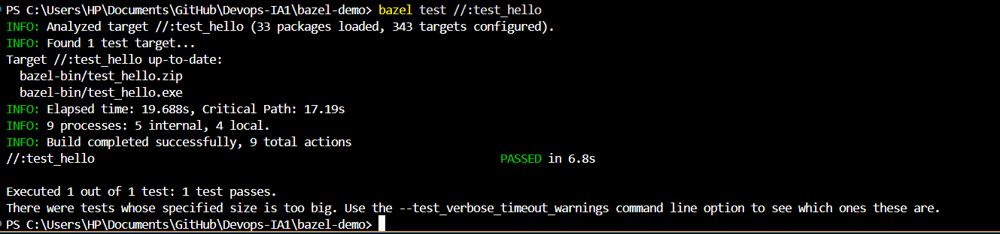 PS C:\Users\HP\Documents\GitHub\Devops-IA1\bazel-demo> bazel test //:test_hello
INFO: Analyzed target //:test_hello (33 packages loaded, 343 targets configured).
INFO: Found 1 test target...
Target //:test_hello up-to-date:
  bazel-bin/test_hello.zip
  bazel-bin/test_hello.exe
INFO: Elapsed time: 19.688s, Critical Path: 17.19s
INFO: 9 processes: 5 internal, 4 local.
INFO: Build completed successfully, 9 total actions
//:test_hello                                                            PASSED in 6.8s

Executed 1 out of 1 test: 1 test passes.
There were tests whose specified size is too big. Use the --test_verbose_timeout_warnings command line option to see which ones these are.
PS C:\Users\HP\Documents\GitHub\Devops-IA1\bazel-demo>